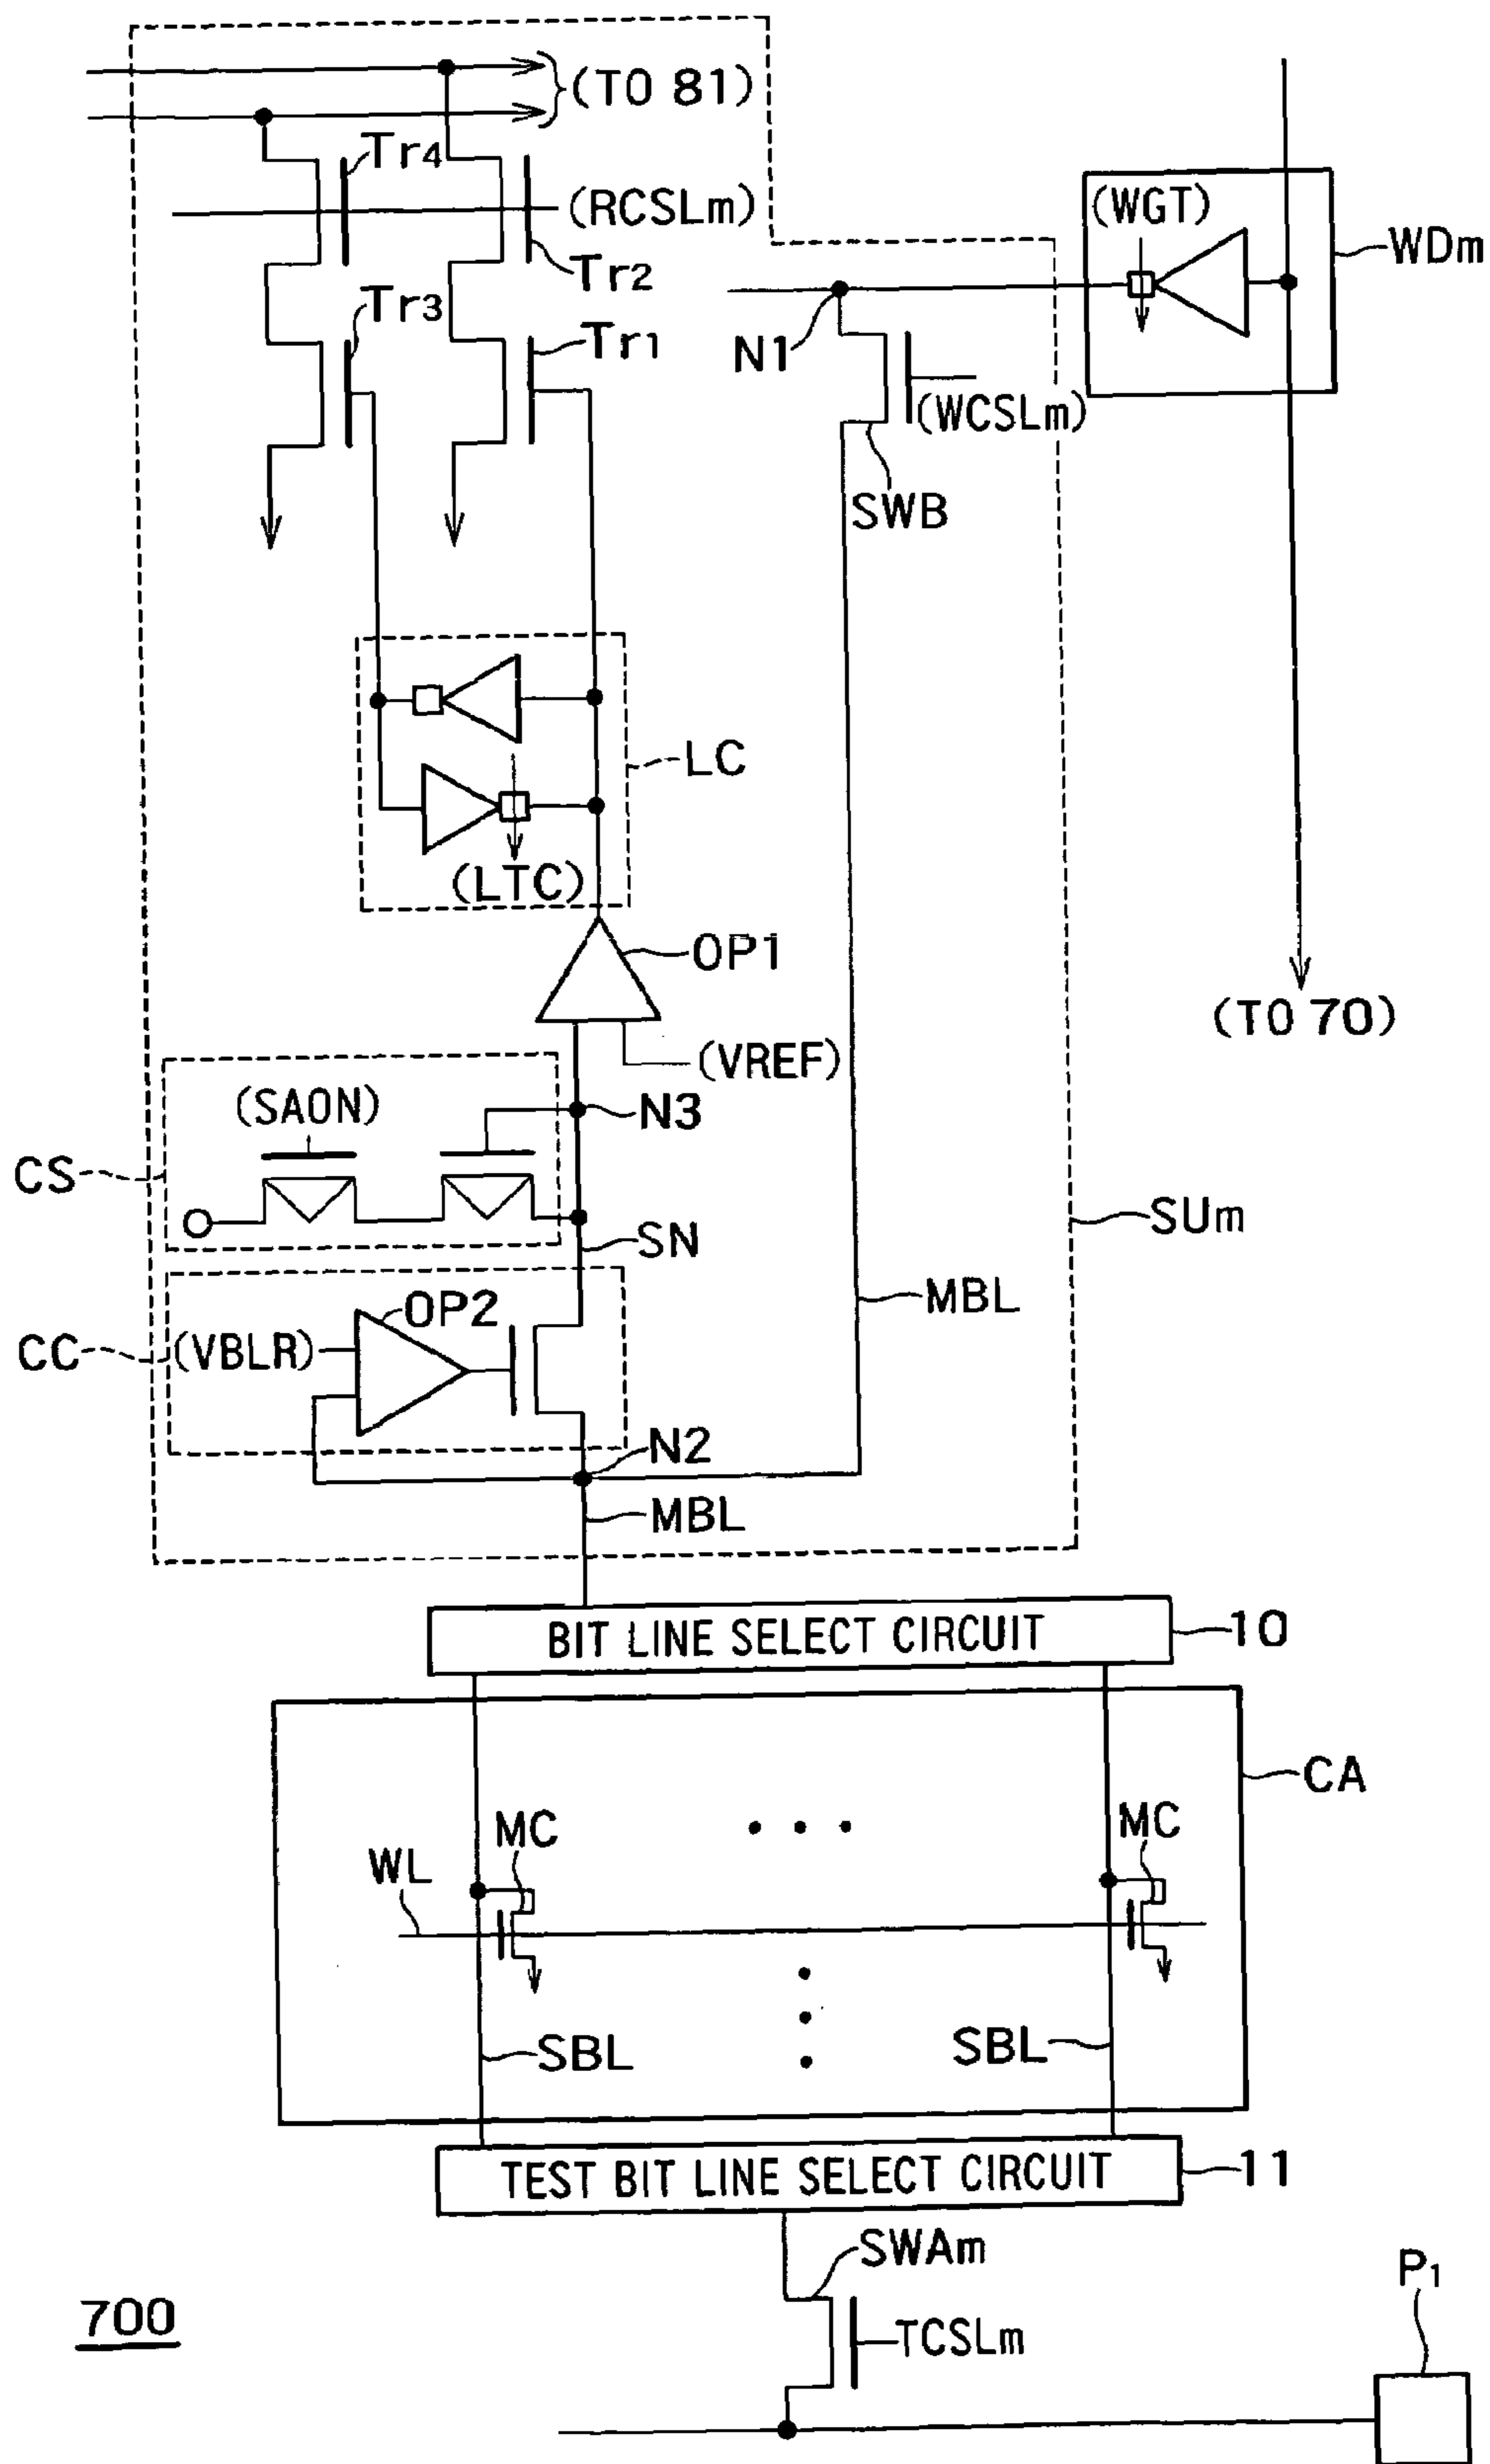 (TO 81)
Tr4
(RCSLm)
(WGT)
WDm
Tr2
Tr3
Tr1
N1
(WCSLm)
SWB
LC
(LTC)
OP1
(TO 70)
(VREF)
(SAON)
N3
CS
SUm
SN
MBL
OP2
CC
(VBLR)
N2
MBL
BIT LINE SELECT CIRCUIT
10
CA
MC
MC
WL
SBL
SBL
TEST BIT LINE SELECT CIRCUIT
11
SWAm
P1
700
TCSLm